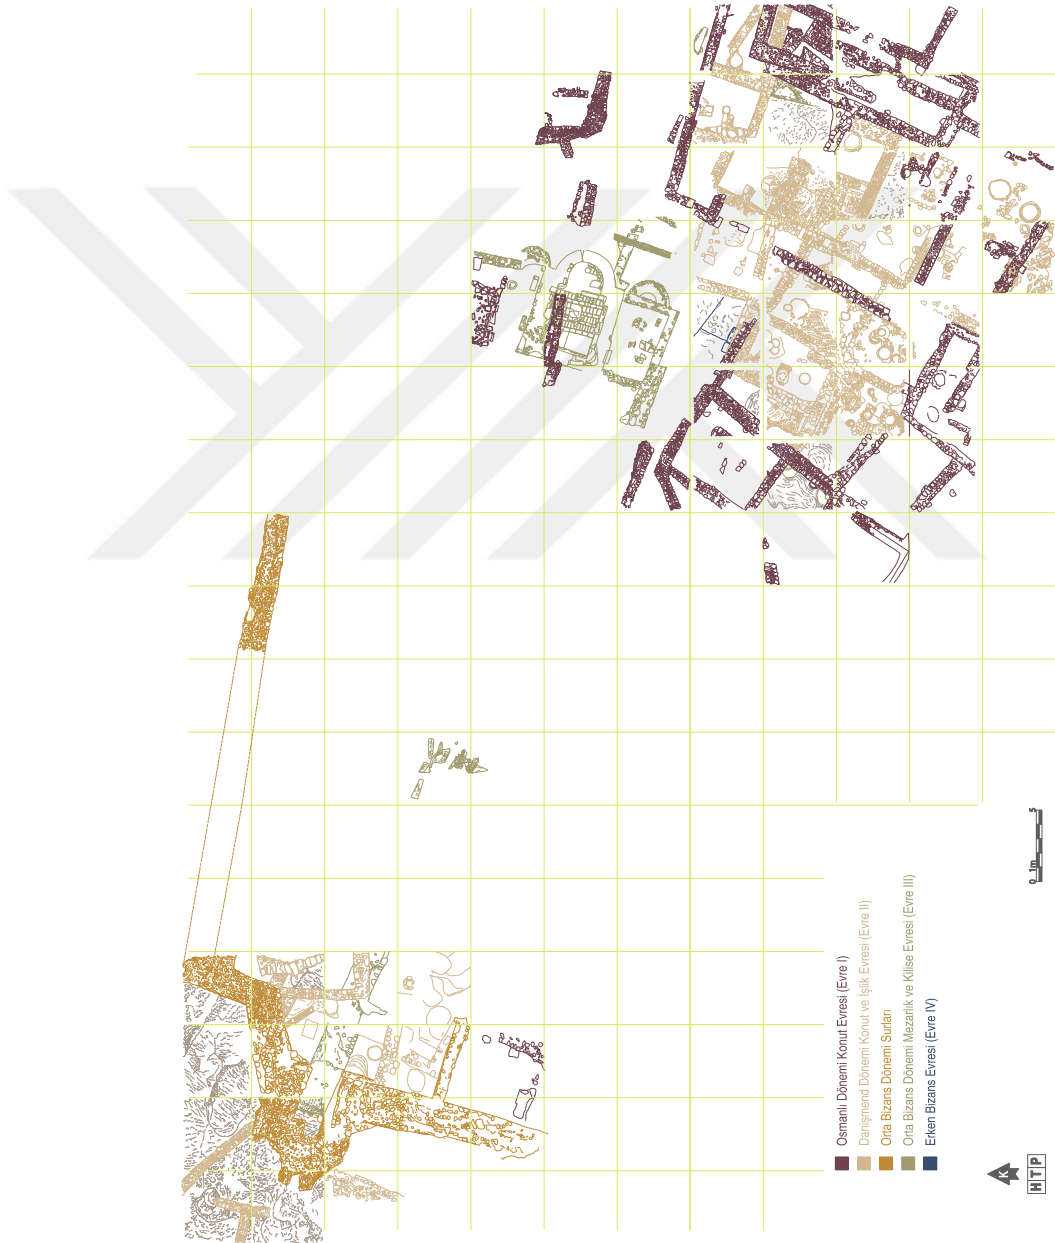 Osmanlı Dönemi Konut Evresi (Evre I)
Danişmend Dönemi Konut ve İşlik Evresi (Evre II)
Orta Bizans Dönemi Surları
Orta Bizans Dönemi Mezarlık ve Kilise Evresi (Evre III)
Erken Bizans Evresi (Evre IV)
0 1m 5
K
HTP